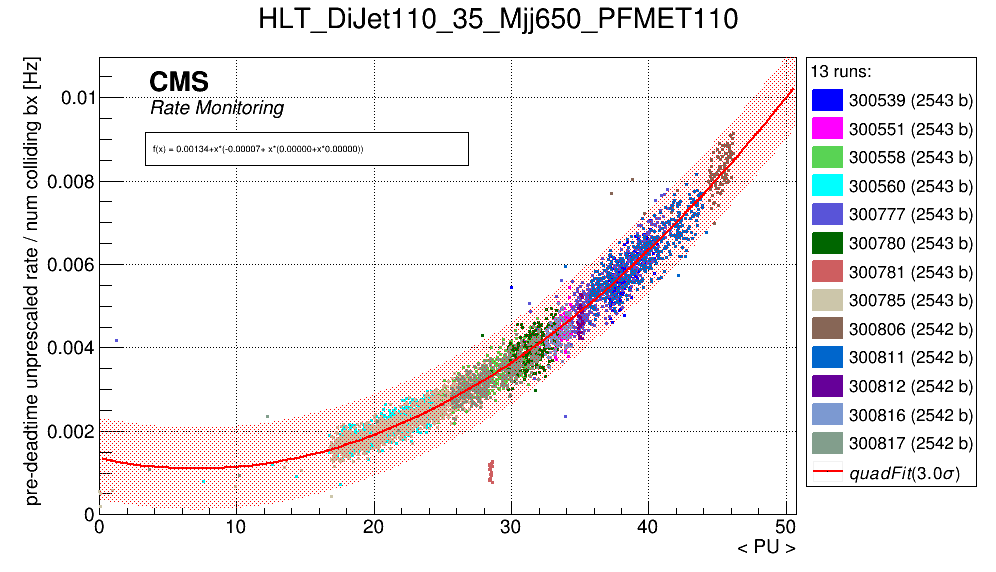 HLT_DiJet110_35_Mjj650_PFMET110
pre-deadtime unprescaled rate / num colliding bx [Hz]
CMS
Rate Monitoring
f(x) = 0.00134+x*(-0.00007+ x*(0.00000+x*0.00000))
0.01
0.008
0.006
0.004
0.002
0
0 10 20 30 40 50
< PU >
13 runs:
300539 (2543 b)
300551 (2543 b)
300558 (2543 b)
300560 (2543 b)
300777 (2543 b)
300780 (2543 b)
300781 (2543 b)
300785 (2543 b)
300806 (2542 b)
300811 (2542 b)
300812 (2542 b)
300816 (2542 b)
300817 (2542 b)
quadFit(3.0σ)